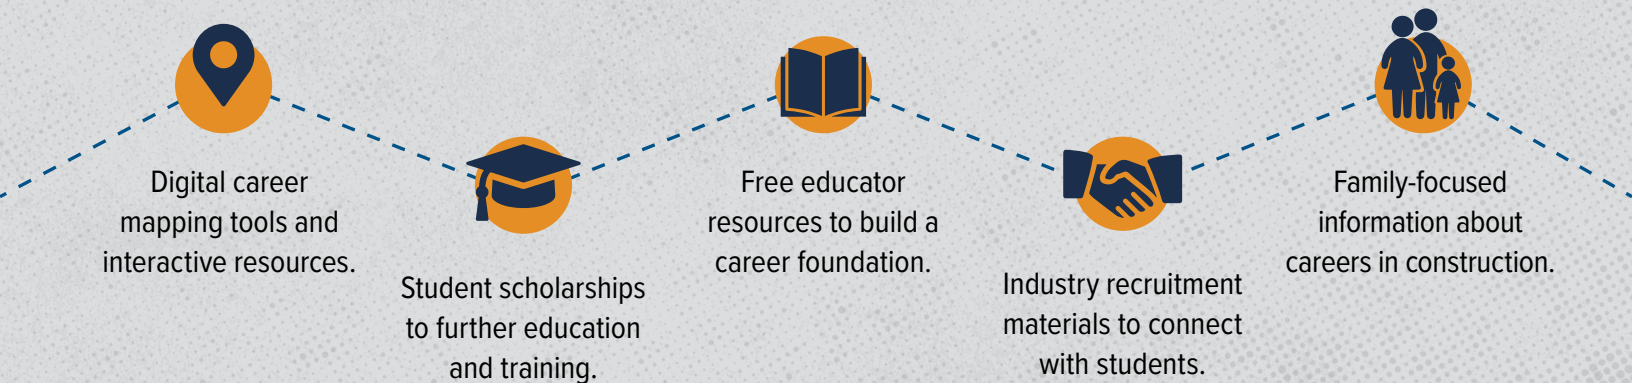 Digital career
mapping tools and
interactive resources.
Student scholarships
to further education
and training.
Free educator
resources to build a
career foundation.
Industry recruitment
materials to connect
with students.
Family-focused
information about
careers in construction.